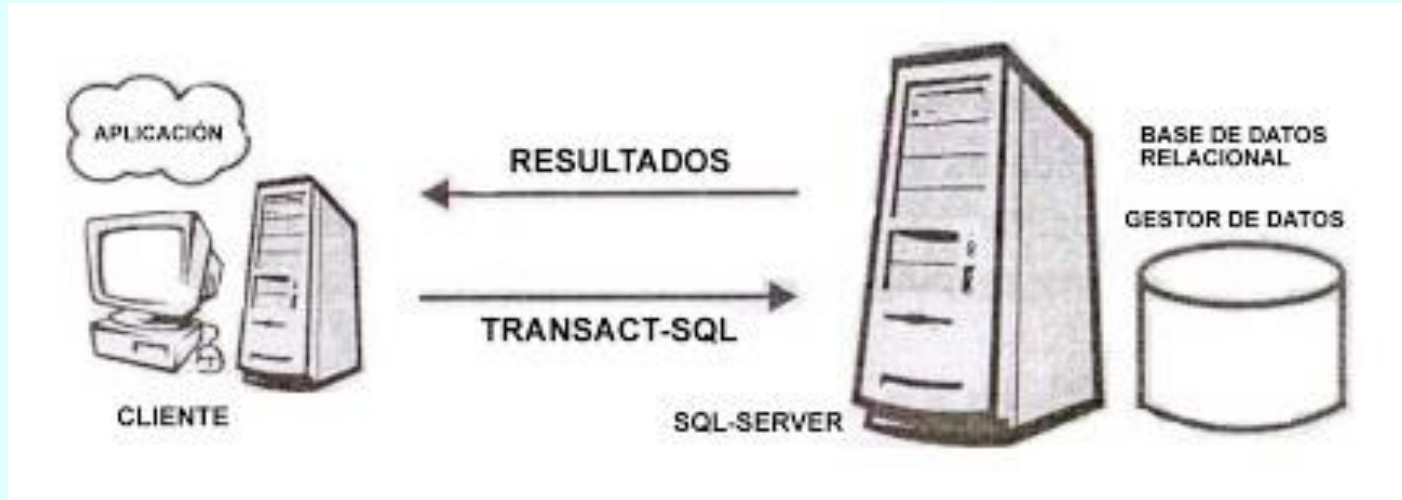 APLICACIÓN
RESULTADOS
BASE DE DATOS
RELACIONAL
GESTOR DE DATOS
TRANSACT-SQL
CLIENTE
SQL-SERVER